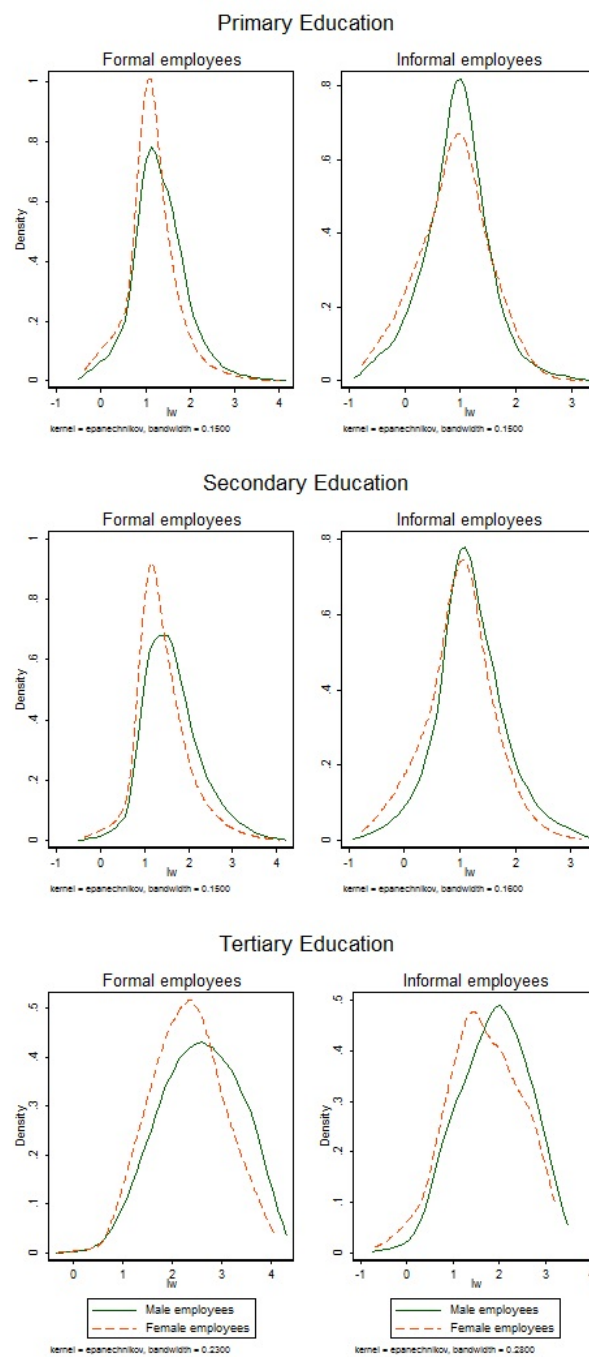 Primary Education
Formal employees
Informal employees
Density
0 .2 .4 .6 .8 1
-1 0 1 2 3 4
lw
kernel = epanechnikov, bandwidth = 0.1500
0 .2 .4 .6 .8
-1 0 1 2 3
lw
kernel = epanechnikov, bandwidth = 0.1500
Secondary Education
Formal employees
Informal employees
Density
0 .2 .4 .6 .8 1
-1 0 1 2 3 4
lw
kernel = epanechnikov, bandwidth = 0.1500
0 .2 .4 .6 .8
-1 0 1 2 3
lw
kernel = epanechnikov, bandwidth = 0.1600
Tertiary Education
Formal employees
Informal employees
Density
0 .1 .2 .3 .4 .5
0 1 2 3 4
lw
Male employees
Female employees
kernel = epanechnikov, bandwidth = 0.2300
Density
0 .1 .2 .3 .4 .5
-1 0 1 2 3 4
lw
Male employees
Female employees
kernel = epanechnikov, bandwidth = 0.2800